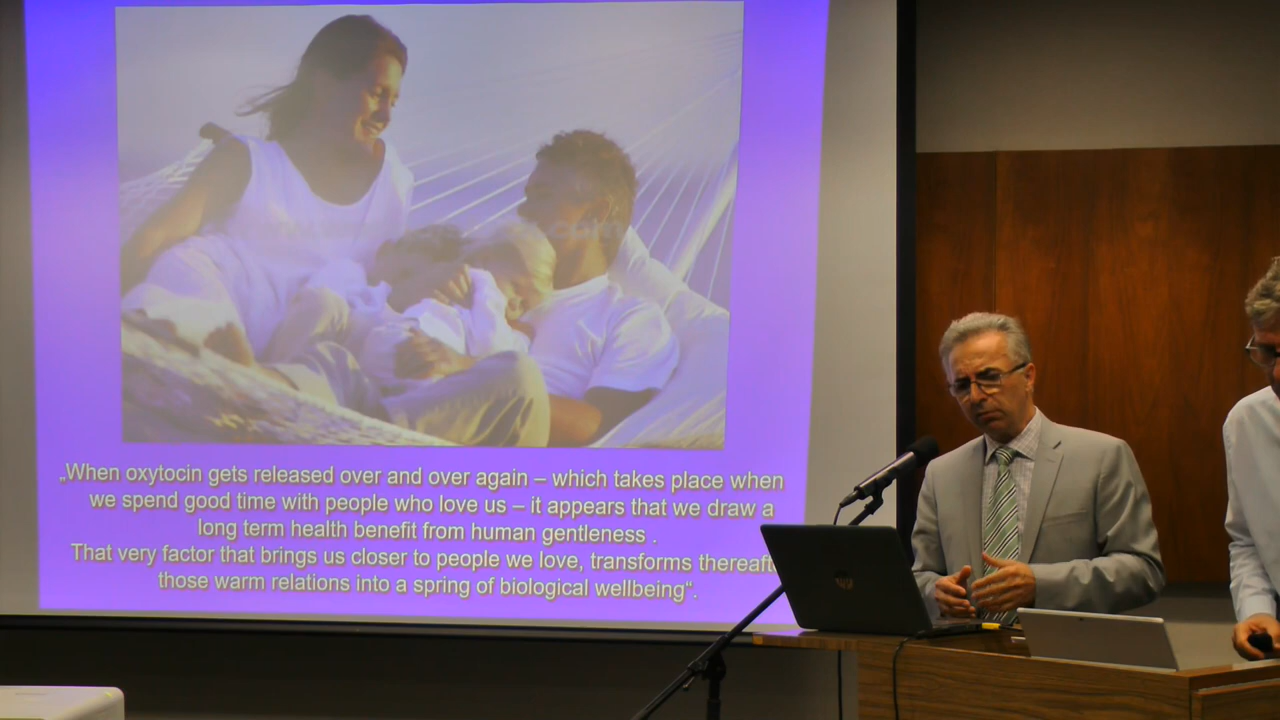 „When oxytocin gets released over and over again – which takes place when
we spend good time with people who love us – it appears that we draw a
long term health benefit from human gentleness .
That very factor that brings us closer to people we love, transforms thereaft
those warm relations into a spring of biological wellbeing“.
hp